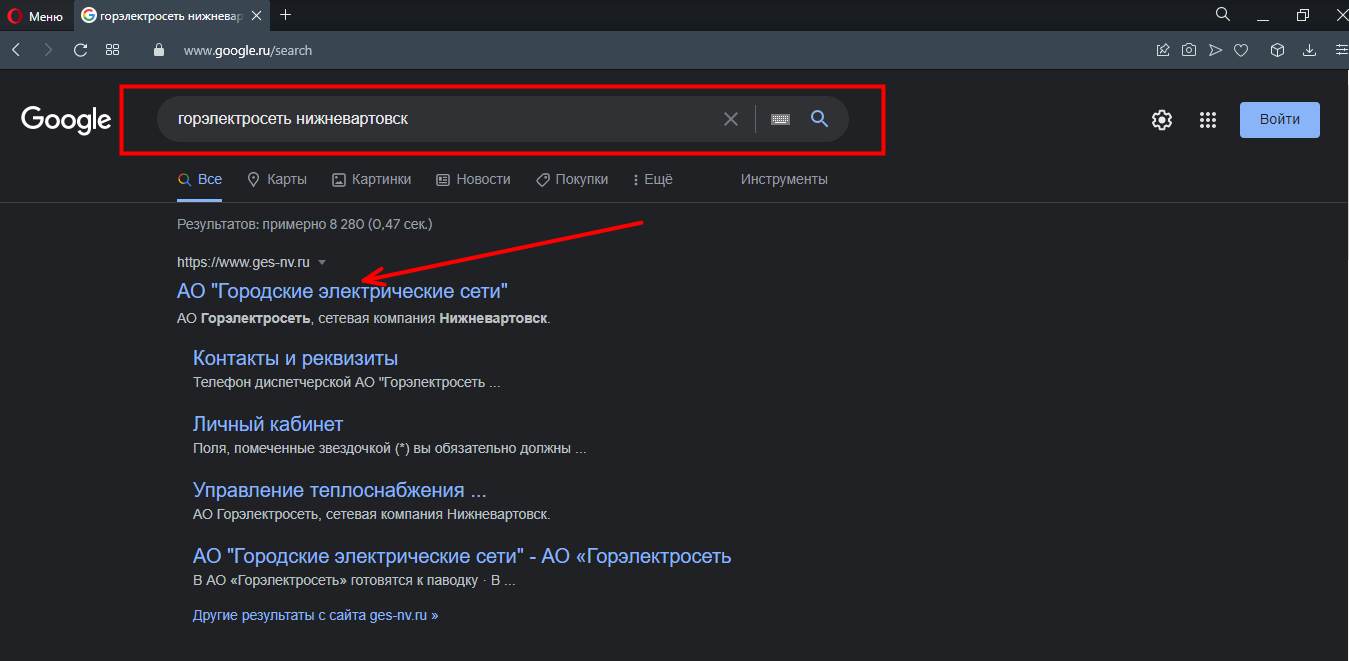 Меню
горэлектросеть нижневар
www.google.ru/search
Google
горэлектросеть нижневартовск
Войти
Все Карты Картинки Новости Покупки Ещё Инструменты
Результатов: примерно 8 280 (0,47 сек.)
https://www.ges-nv.ru
АО "Городские электрические сети"
АО Горэлектросеть, сетевая компания Нижневартовск.
Контакты и реквизиты
Телефон диспетчерской АО "Горэлектросеть ...
Личный кабинет
Поля, помеченные звездочкой (*) вы обязательно должны ...
Управление теплоснабжения ...
АО Горэлектросеть, сетевая компания Нижневартовск.
АО "Городские электрические сети" - АО «Горэлектросеть
В АО «Горэлектросеть» готовятся к паводку · В ...
Другие результаты с сайта ges-nv.ru »